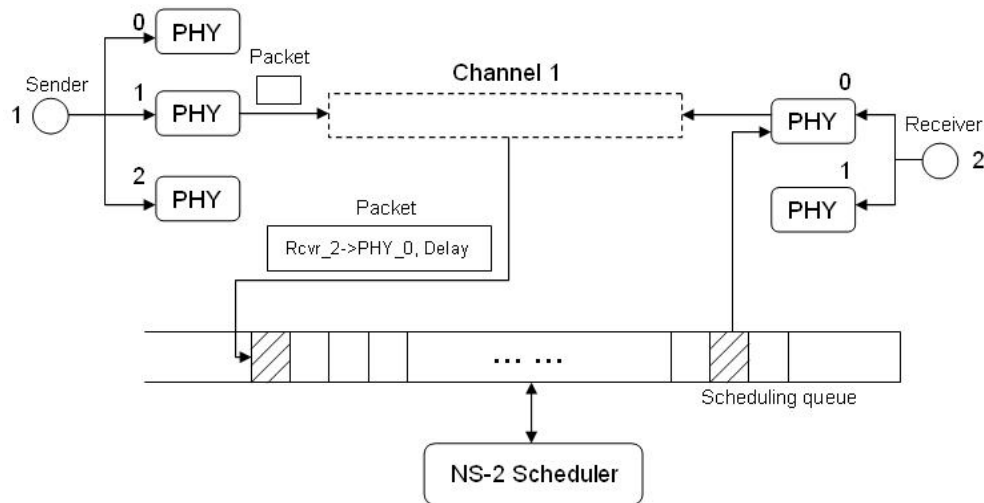 0
PHY
Sender
1
1
PHY
Packet
2
PHY
Channel 1
0
PHY
Receiver
2
1
PHY
Packet
Rcvr_2->PHY_0, Delay
... ...
Scheduling queue
NS-2 Scheduler